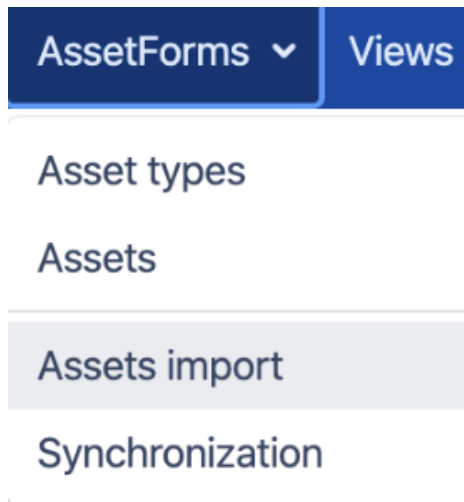 AssetForms Views
Asset types
Assets
Assets import
Synchronization